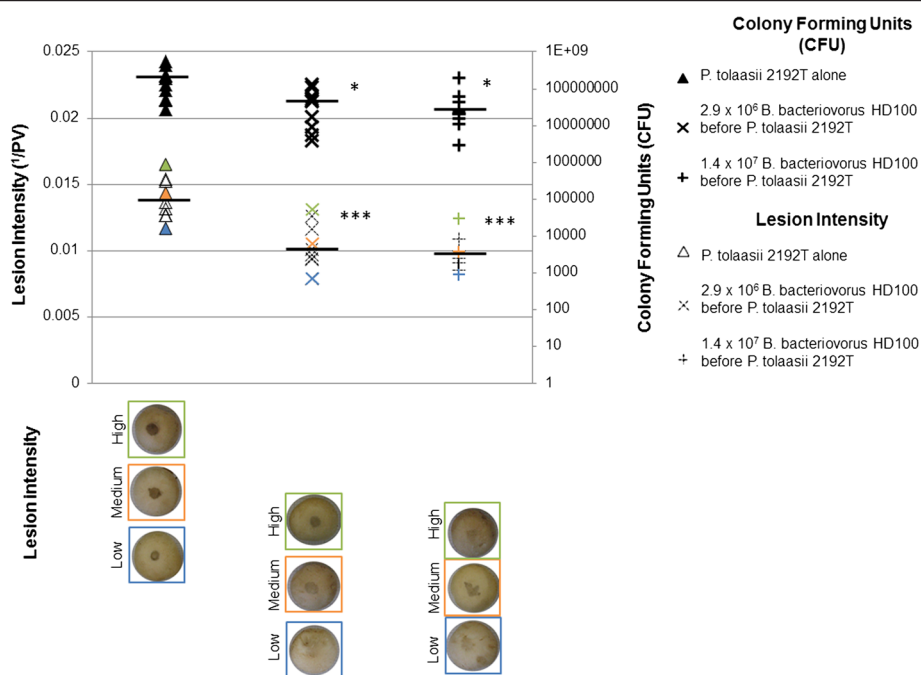 0.025
0.02
0.015
0.01
0.005
0
Lesion Intensity (¹/PV)
*
*
***
***
1E+09
100000000
10000000
1000000
100000
10000
1000
100
10
1
Colony Forming Units (CFU)
Colony Forming Units
(CFU)
P. tolaasii 2192T alone
2.9 x 10⁶ B. bacteriovorus HD100
before P. tolaasii 2192T
1.4 x 10⁷ B. bacteriovorus HD100
before P. tolaasii 2192T
Lesion Intensity
P. tolaasii 2192T alone
2.9 x 10⁶ B. bacteriovorus HD100
before P. tolaasii 2192T
1.4 x 10⁷ B. bacteriovorus HD100
before P. tolaasii 2192T
Lesion Intensity
High
Medium
Low
High
Medium
Low
High
Medium
Low